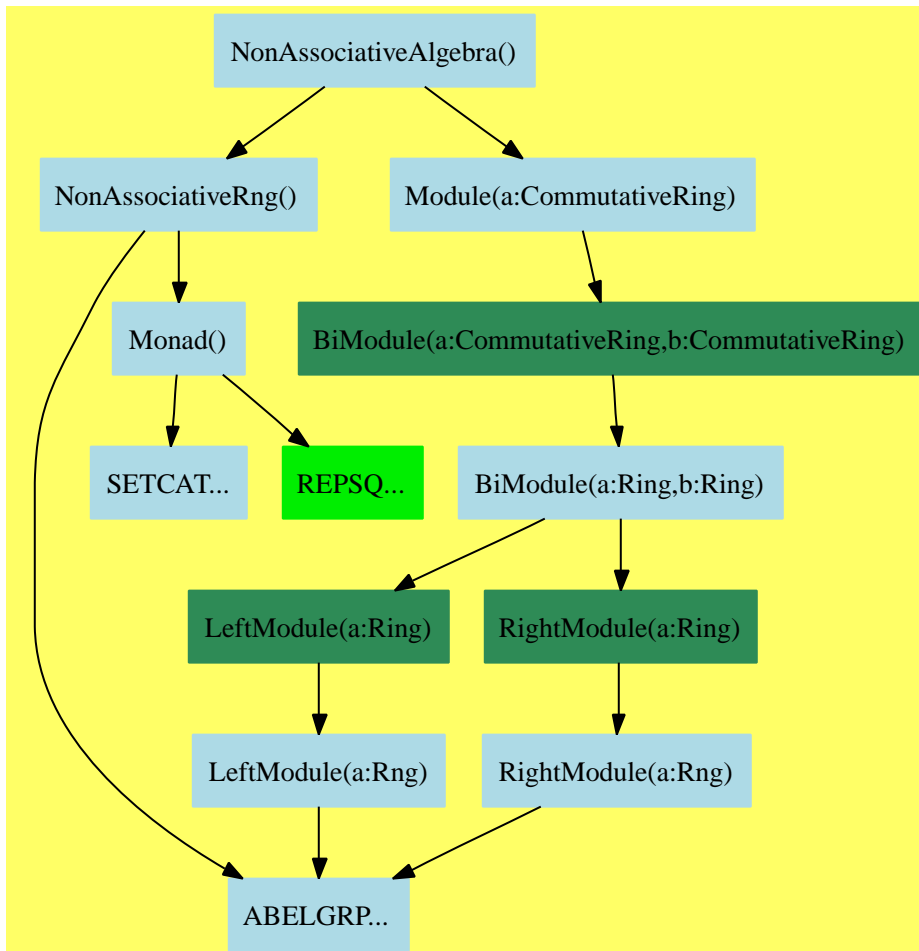 NonAssociativeAlgebra()
NonAssociativeRng()
Module(a:CommutativeRing)
Monad()
BiModule(a:CommutativeRing,b:CommutativeRing)
SETCAT...
REPSQ...
BiModule(a:Ring,b:Ring)
LeftModule(a:Ring)
RightModule(a:Ring)
LeftModule(a:Rng)
RightModule(a:Rng)
ABELGRP...